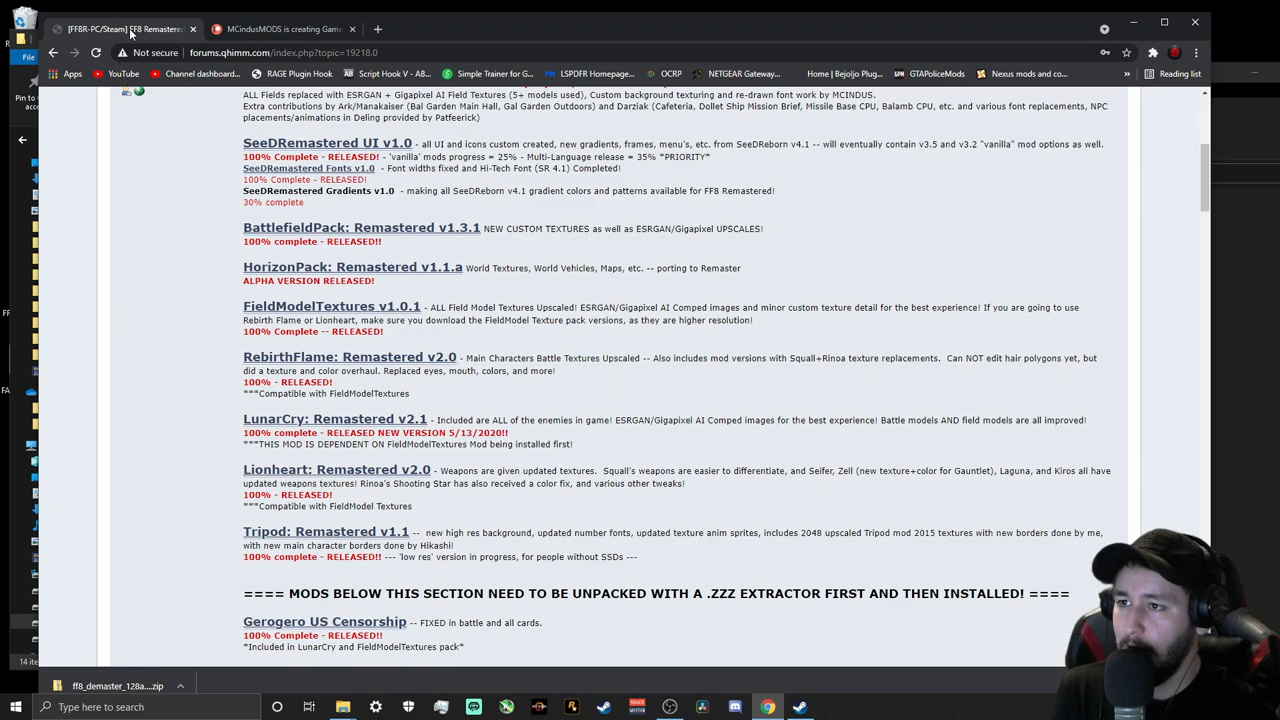 [FF8R-PC/Steam] FF8 Remastered
MCindusMODS is creating Game
File
Not secure
forums.qhimm.com/index.php?topic=19218.0
Apps
YouTube
Channel dashboard...
RAGE Plugin Hook
Script Hook V - AB...
Simple Trainer for G...
LSPDFR Homepage...
OCRP
NETGEAR Gateway...
Home | Bejoljo Plug...
GTAPoliceMods
Nexus mods and co...
»
Reading list
Pin to
acce
ALL Fields replaced with ESRGAN + Gigapixel AI Field Textures (5+ models used), Custom background texturing and re-drawn font work by MCINDUS.
Extra contributions by Ark/Manakaiser (Bal Garden Main Hall, Gal Garden Outdoors) and Darziak (Cafeteria, Dollet Ship Mission Brief, Missile Base CPU, Balamb CPU, etc. and various font replacements, NPC
placements/animations in Deling provided by Patfeerick)
SeeDRemastered UI v1.0 - all UI and icons custom created, new gradients, frames, menu's, etc. from SeeDReborn v4.1 -- will eventually contain v3.5 and v3.2 "vanilla" mod options as well.
100% Complete - RELEASED! - 'vanilla' mods progress = 25% - Multi-Language release = 35% *PRIORITY*
SeeDRemastered Fonts v1.0 - Font widths fixed and Hi-Tech Font (SR 4.1) Completed!
100% Complete - RELEASED!
SeeDRemastered Gradients v1.0 - making all SeeDReborn v4.1 gradient colors and patterns available for FF8 Remastered!
30% complete
BattlefieldPack: Remastered v1.3.1 NEW CUSTOM TEXTURES as well as ESRGAN/Gigapixel UPSCALES!
100% complete - RELEASED!!
HorizonPack: Remastered v1.1.a World Textures, World Vehicles, Maps, etc. -- porting to Remaster
ALPHA VERSION RELEASED!
FieldModelTextures v1.0.1 - ALL Field Model Textures Upscaled! ESRGAN/Gigapixel AI Comped images and minor custom texture detail for the best experience! If you are going to use
Rebirth Flame or Lionheart, make sure you download the FieldModel Texture pack versions, as they are higher resolution!
100% Complete -- RELEASED!
RebirthFlame: Remastered v2.0 - Main Characters Battle Textures Upscaled -- Also includes mod versions with Squall+Rinoa texture replacements. Can NOT edit hair polygons yet, but
did a texture and color overhaul. Replaced eyes, mouth, colors, and more!
100% - RELEASED!
***Compatible with FieldModelTextures
LunarCry: Remastered v2.1 - Included are ALL of the enemies in game! ESRGAN/Gigapixel AI Comped images for the best experience! Battle models AND field models are all improved!
100% complete - RELEASED NEW VERSION 5/13/2020!!
***THIS MOD IS DEPENDENT ON FieldModelTextures Mod being installed first!
Lionheart: Remastered v2.0 - Weapons are given updated textures. Squall's weapons are easier to differentiate, and Seifer, Zell (new texture+color for Gauntlet), Laguna, and Kiros all have
updated weapons textures! Rinoa's Shooting Star has also received a color fix, and various other tweaks!
100% - RELEASED!
***Compatible with FieldModel Textures
Tripod: Remastered v1.1 -- new high res background, updated number fonts, updated texture anim sprites, includes 2048 upscaled Tripod mod 2015 textures with new borders done by me,
with new main character borders done by Hikashi!
100% complete - RELEASED!! --- 'low res' version in progress, for people without SSDs ---
==== MODS BELOW THIS SECTION NEED TO BE UNPACKED WITH A .ZZZ EXTRACTOR FIRST AND THEN INSTALLED! ====
Gerogero US Censorship -- FIXED in battle and all cards.
100% Complete - RELEASED!!
*Included in LunarCry and FieldModelTextures pack*
14 ite
ff8_demaster_128a....zip
Type here to search